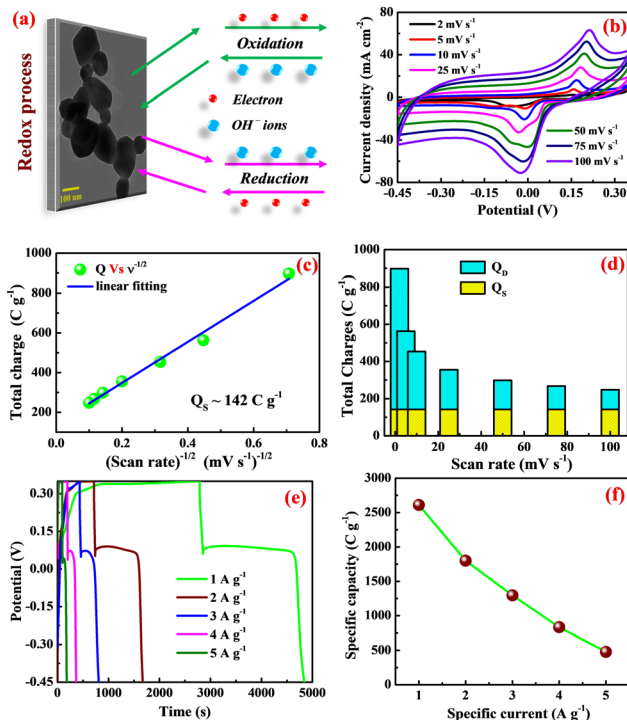 (a)
Redox process
100 nm
Oxidation
Electron
OH⁻ ions
Reduction
(b)
Current density (mA cm⁻²)
80
40
0
-40
-80
2 mV s⁻¹
5 mV s⁻¹
10 mV s⁻¹
25 mV s⁻¹
50 mV s⁻¹
75 mV s⁻¹
100 mV s⁻¹
-0.45 -0.30 -0.15 0.00 0.15 0.30
Potential (V)
(c)
Total charge (C g⁻¹)
1000
800
600
400
200
Q Vs ν⁻¹/²
linear fitting
Q_S ~ 142 C g⁻¹
0.0 0.2 0.4 0.6 0.8
(Scan rate)⁻¹/² (mV s⁻¹)⁻¹/²
(d)
Total Charges (C g⁻¹)
1000
800
600
400
200
0
Q_D
Q_S
0 20 40 60 80 100
Scan rate (mV s⁻¹)
(e)
Potential (V)
0.30
0.15
0.00
-0.15
-0.30
-0.45
1 A g⁻¹
2 A g⁻¹
3 A g⁻¹
4 A g⁻¹
5 A g⁻¹
0 1000 2000 3000 4000 5000
Time (s)
(f)
Specific capacity (C g⁻¹)
3000
2500
2000
1500
1000
500
0
1 2 3 4 5
Specific current (A g⁻¹)